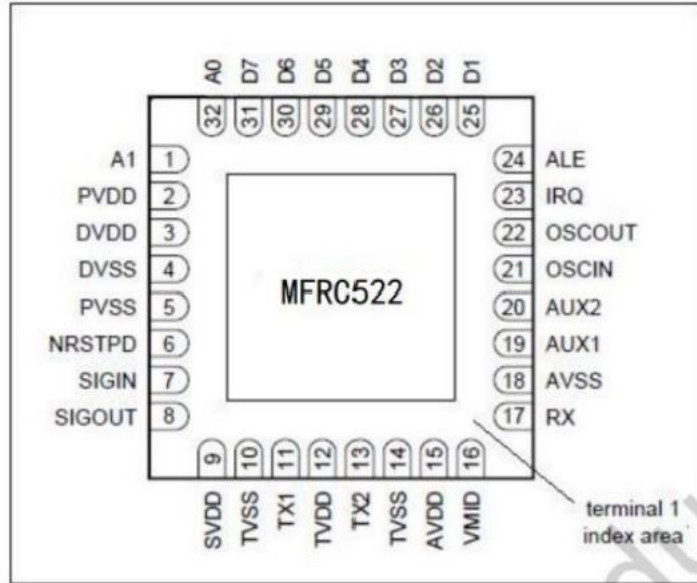 A0 D7 D6 D5 D4 D3 D2 D1
32 31 30 29 28 27 26 25
A1 1 24 ALE
PVDD 2 23 IRQ
DVDD 3 22 OSCOUT
DVSS 4 21 OSCIN
PVSS 5 20 AUX2
NRSTPD 6 19 AUX1
SIGIN 7 18 AVSS
SIGOUT 8 17 RX
MFRC522
9 10 11 12 13 14 15 16
SVDD TVSS TX1 TVDD TX2 TVSS AVDD VMID
terminal 1
index area